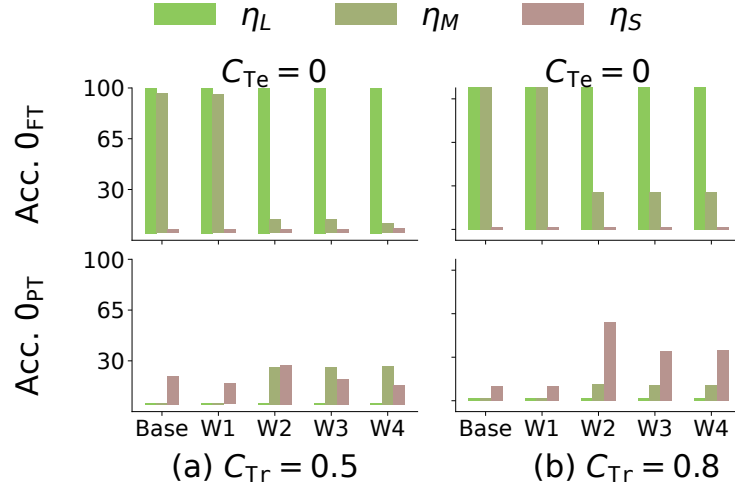 η_L η_M η_S
C_Te = 0 C_Te = 0
Acc. 0_FT
100
65
30
Acc. 0_PT
100
65
30
Base W1 W2 W3 W4 Base W1 W2 W3 W4
(a) C_Tr = 0.5 (b) C_Tr = 0.8